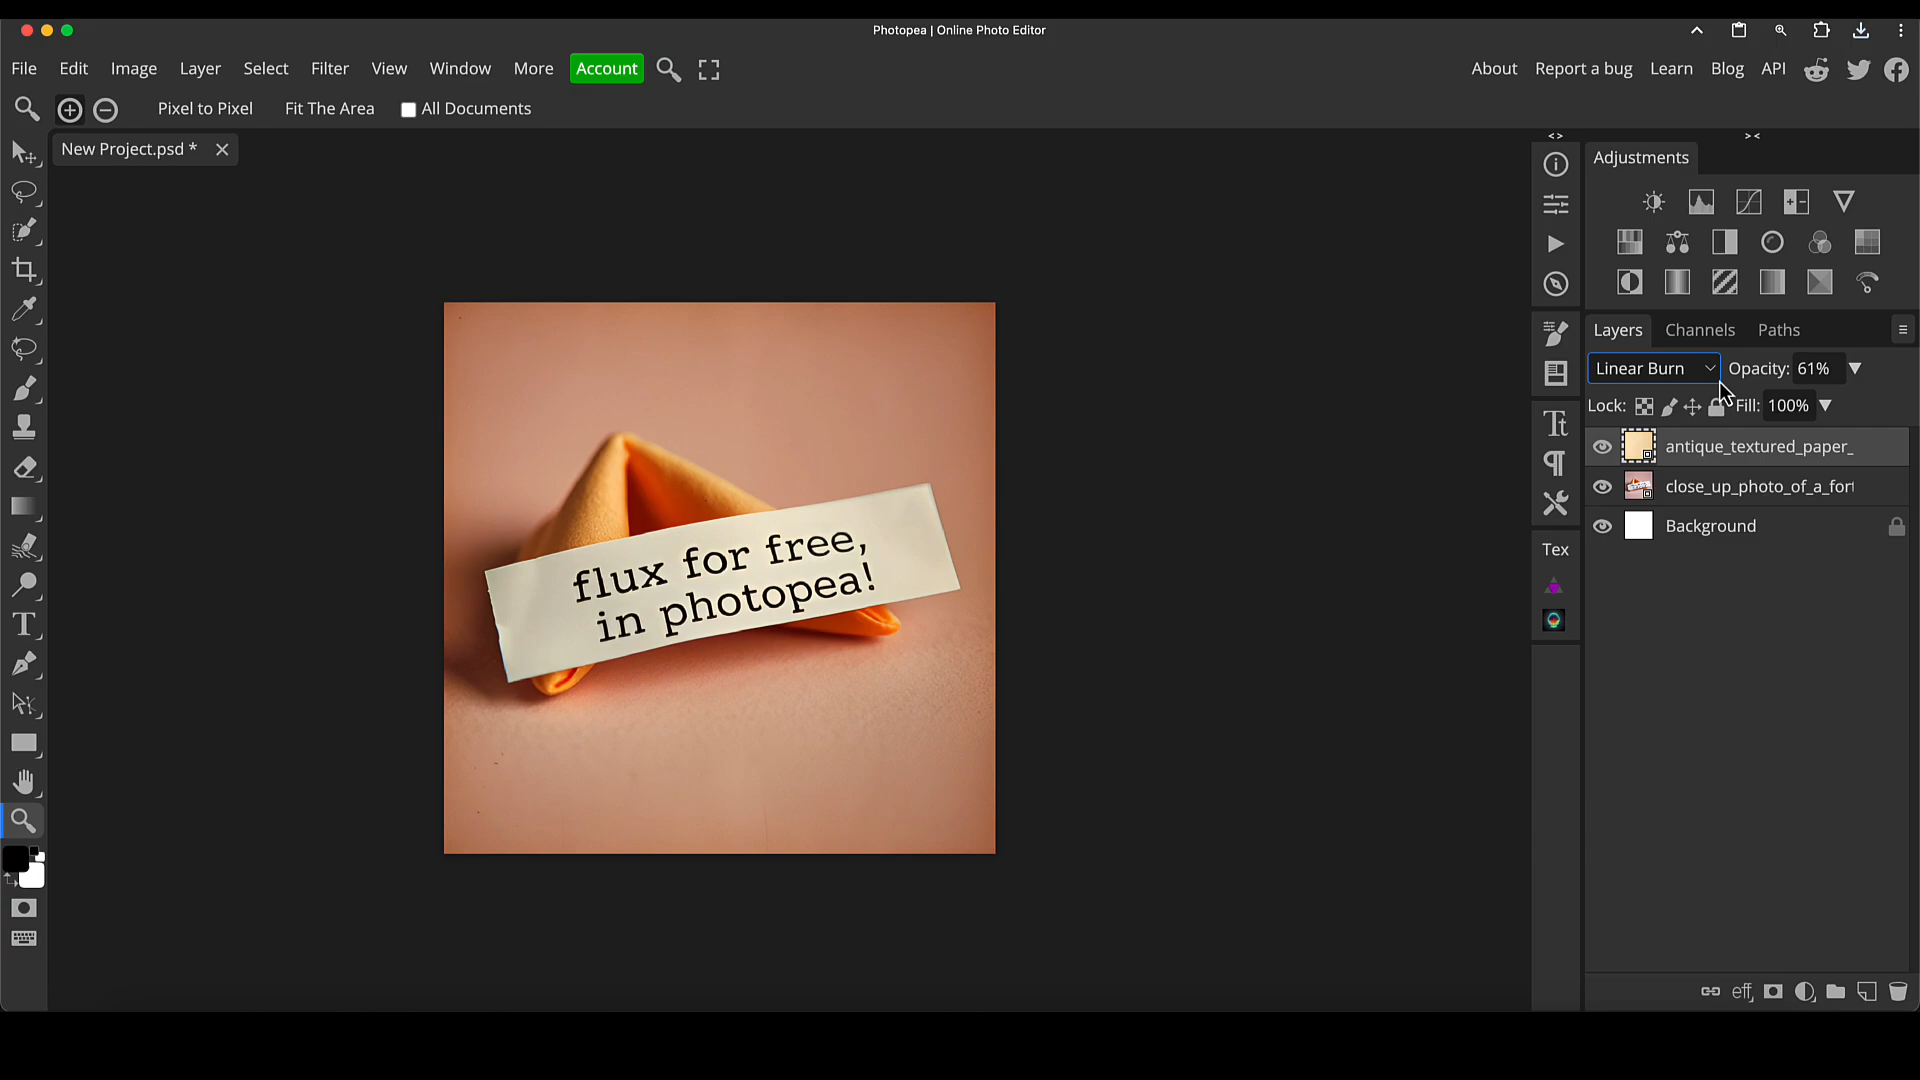 Photopea | Online Photo Editor
File Edit Image Layer Select Filter View Window More Account
About Report a bug Learn Blog API
Pixel to Pixel Fit The Area All Documents
New Project.psd *
Adjustments
Layers Channels Paths
Linear Burn Opacity: 61%
Lock: Fill: 100%
antique_textured_paper_
close_up_photo_of_a_for
Background
Tex
flux for free,
in photopea!